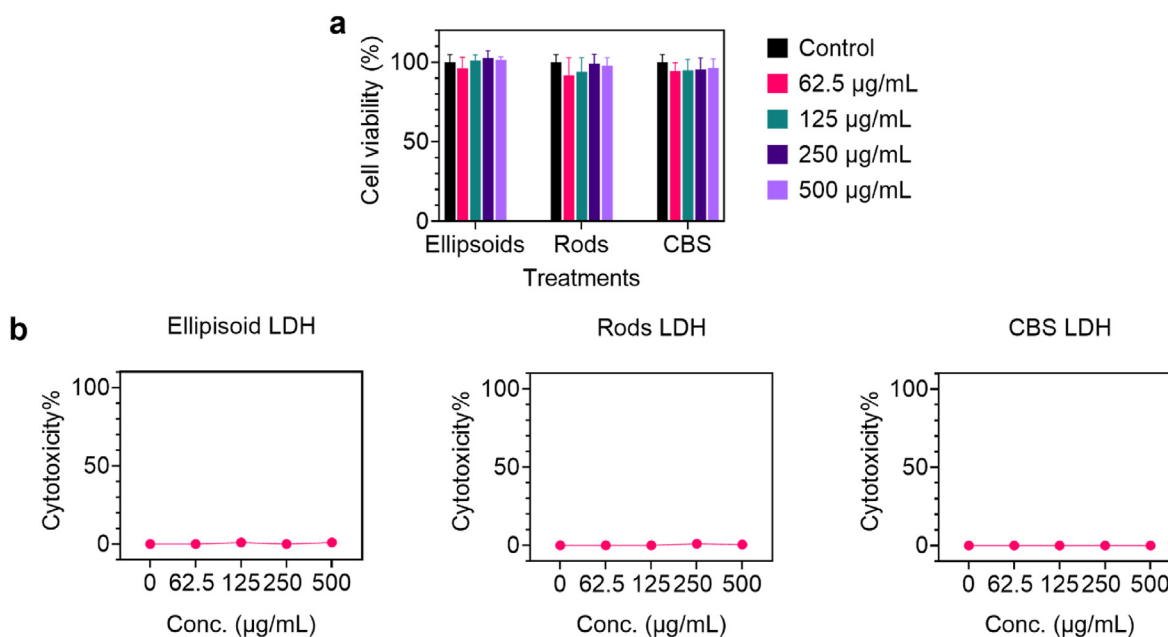 a
Cell viability (%)
100
50
0
Ellipsoids Rods CBS
Treatments
Control
62.5 µg/mL
125 µg/mL
250 µg/mL
500 µg/mL
b
Ellipisoid LDH
Cytotoxicity%
100
50
0
0 62.5 125 250 500
Conc. (µg/mL)
Rods LDH
Cytotoxicity%
100
50
0
0 62.5 125 250 500
Conc. (µg/mL)
CBS LDH
Cytotoxicity%
100
50
0
0 62.5 125 250 500
Conc. (µg/mL)